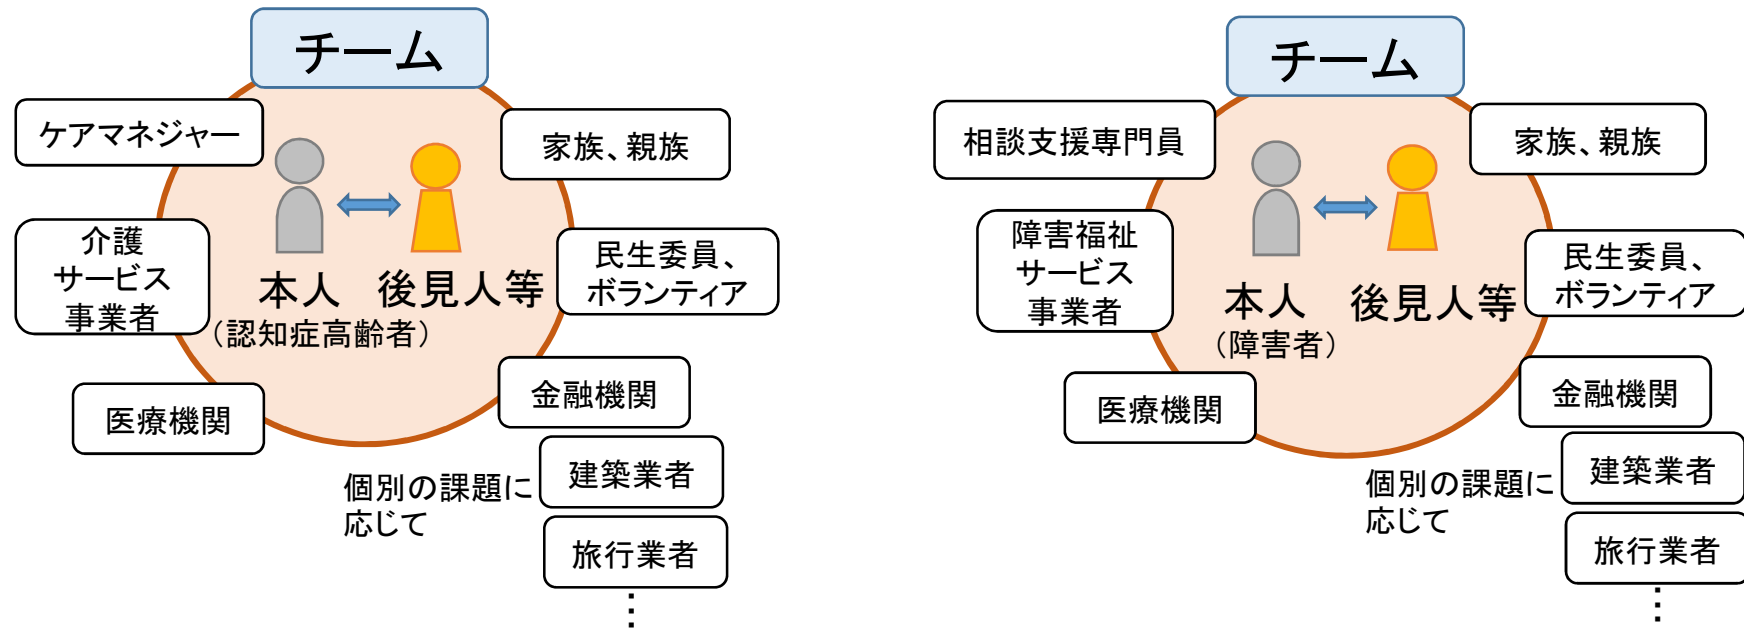 チーム
ケアマネジャー
家族、親族
介護
サービス
事業者
民生委員、
ボランティア
本人
後見人等
（認知症高齢者）
医療機関
金融機関
個別の課題に
応じて
建築業者
旅行業者
⋮
チーム
相談支援専門員
家族、親族
障害福祉
サービス
事業者
民生委員、
ボランティア
本人
後見人等
（障害者）
医療機関
金融機関
個別の課題に
応じて
建築業者
旅行業者
⋮